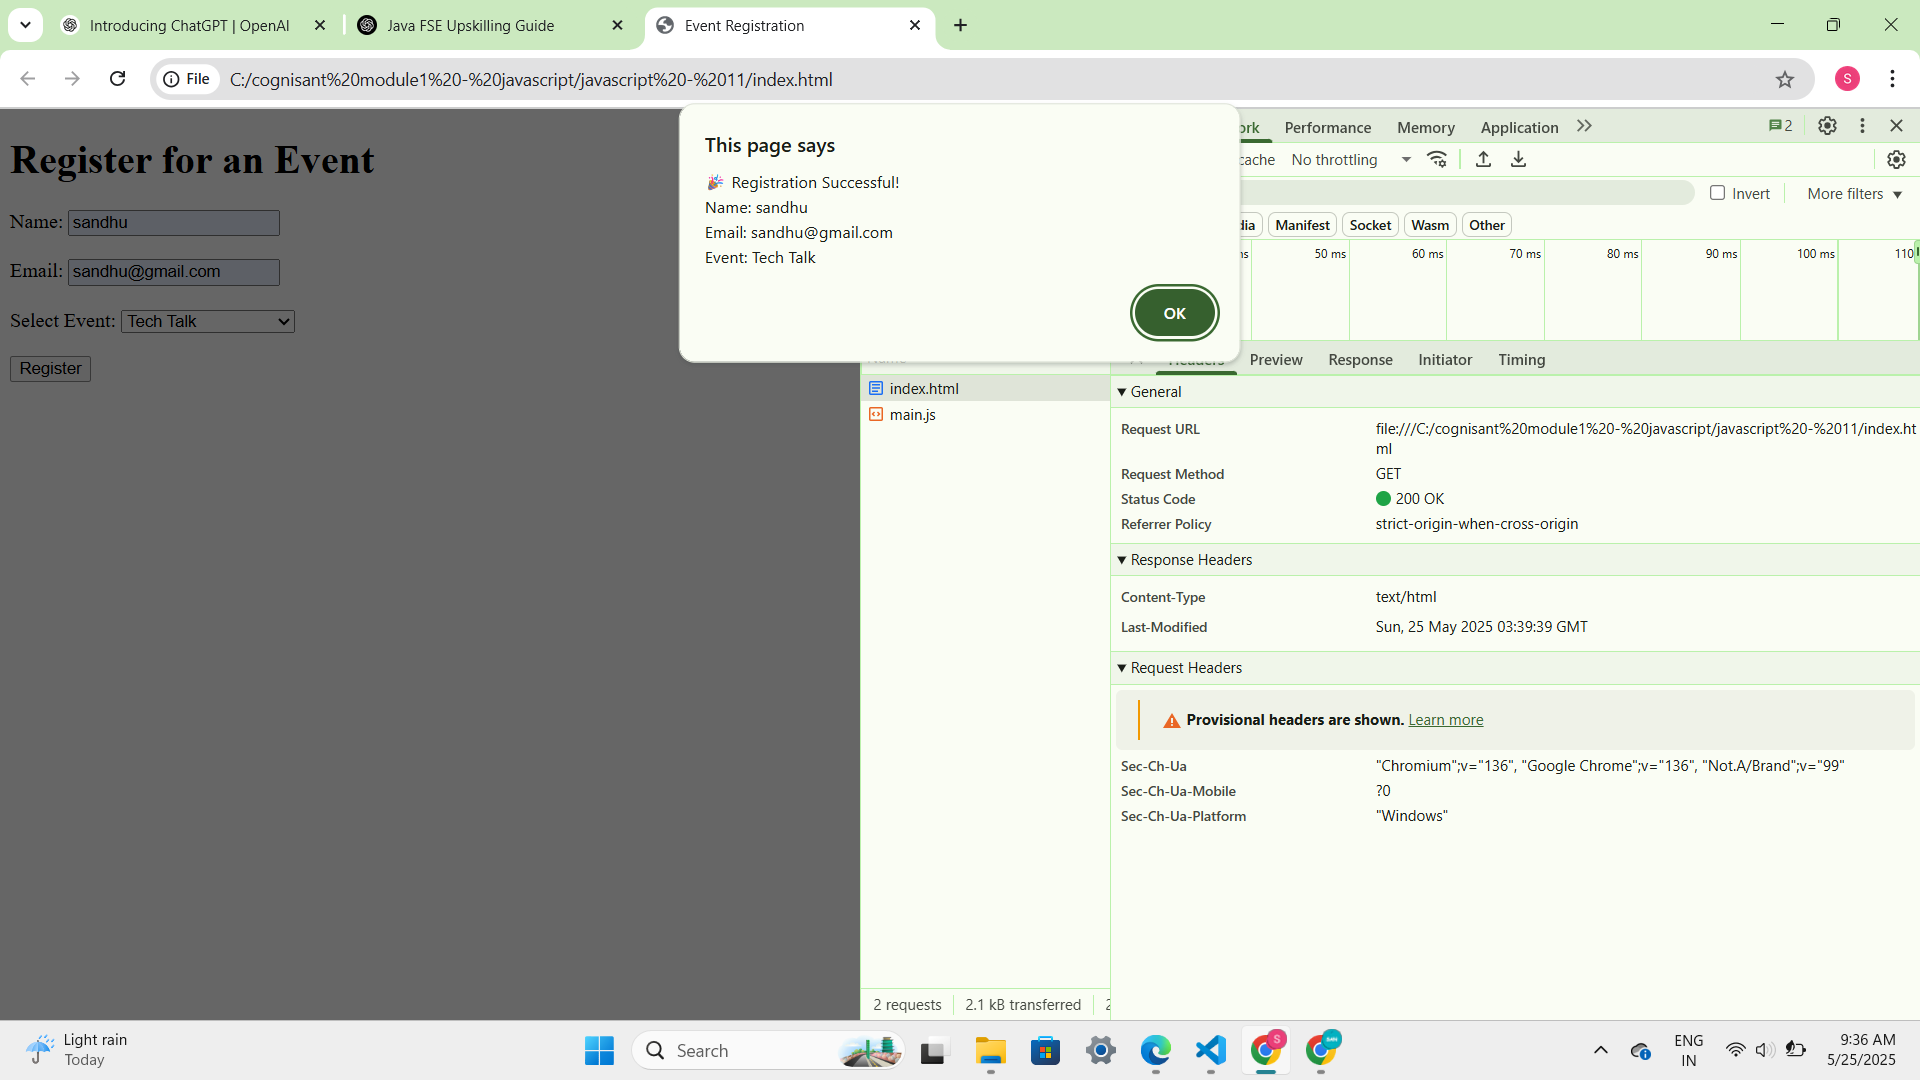 Introducing ChatGPT | OpenAI
Java FSE Upskilling Guide
Event Registration
File
C:/cognisant%20module1%20-%20javascript/javascript%20-%2011/index.html
S
Register for an Event
Name: sandhu
Email: sandhu@gmail.com
Select Event: Tech Talk
Register
This page says
🎉 Registration Successful!
Name: sandhu
Email: sandhu@gmail.com
Event: Tech Talk
OK
Performance Memory Application 2
cache No throttling
Invert More filters
Manifest Socket Wasm Other
50 ms 60 ms 70 ms 80 ms 90 ms 100 ms 110
Preview Response Initiator Timing
index.html
main.js
General
Request URL
file:///C:/cognisant%20module1%20-%20javascript/javascript%20-%2011/index.ht
ml
Request Method GET
Status Code 200 OK
Referrer Policy strict-origin-when-cross-origin
Response Headers
Content-Type text/html
Last-Modified Sun, 25 May 2025 03:39:39 GMT
Request Headers
Provisional headers are shown. Learn more
Sec-Ch-Ua "Chromium";v="136", "Google Chrome";v="136", "Not.A/Brand";v="99"
Sec-Ch-Ua-Mobile ?0
Sec-Ch-Ua-Platform "Windows"
2 requests 2.1 kB transferred 2
Light rain
Today
Search
S
ENG
IN
9:36 AM
5/25/2025